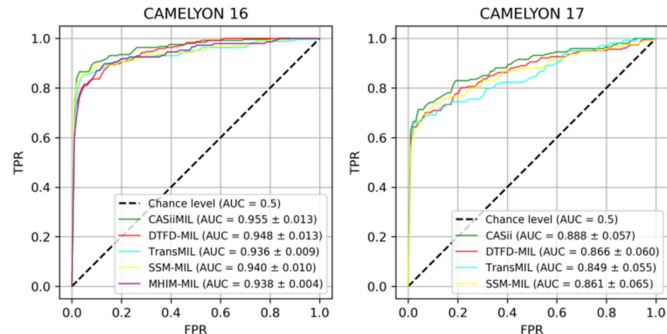 CAMELYON 16
1.0
0.8
0.6
0.4
0.2
0.0
TPR
Chance level (AUC = 0.5)
CASiiMIL (AUC = 0.955 ± 0.013)
DTFD-MIL (AUC = 0.948 ± 0.013)
TransMIL (AUC = 0.936 ± 0.009)
SSM-MIL (AUC = 0.940 ± 0.010)
MHIM-MIL (AUC = 0.938 ± 0.004)
0.0 0.2 0.4 0.6 0.8 1.0
FPR
CAMELYON 17
1.0
0.8
0.6
0.4
0.2
0.0
TPR
Chance level (AUC = 0.5)
CASii (AUC = 0.888 ± 0.057)
DTFD-MIL (AUC = 0.866 ± 0.060)
TransMIL (AUC = 0.849 ± 0.055)
SSM-MIL (AUC = 0.861 ± 0.065)
0.0 0.2 0.4 0.6 0.8 1.0
FPR